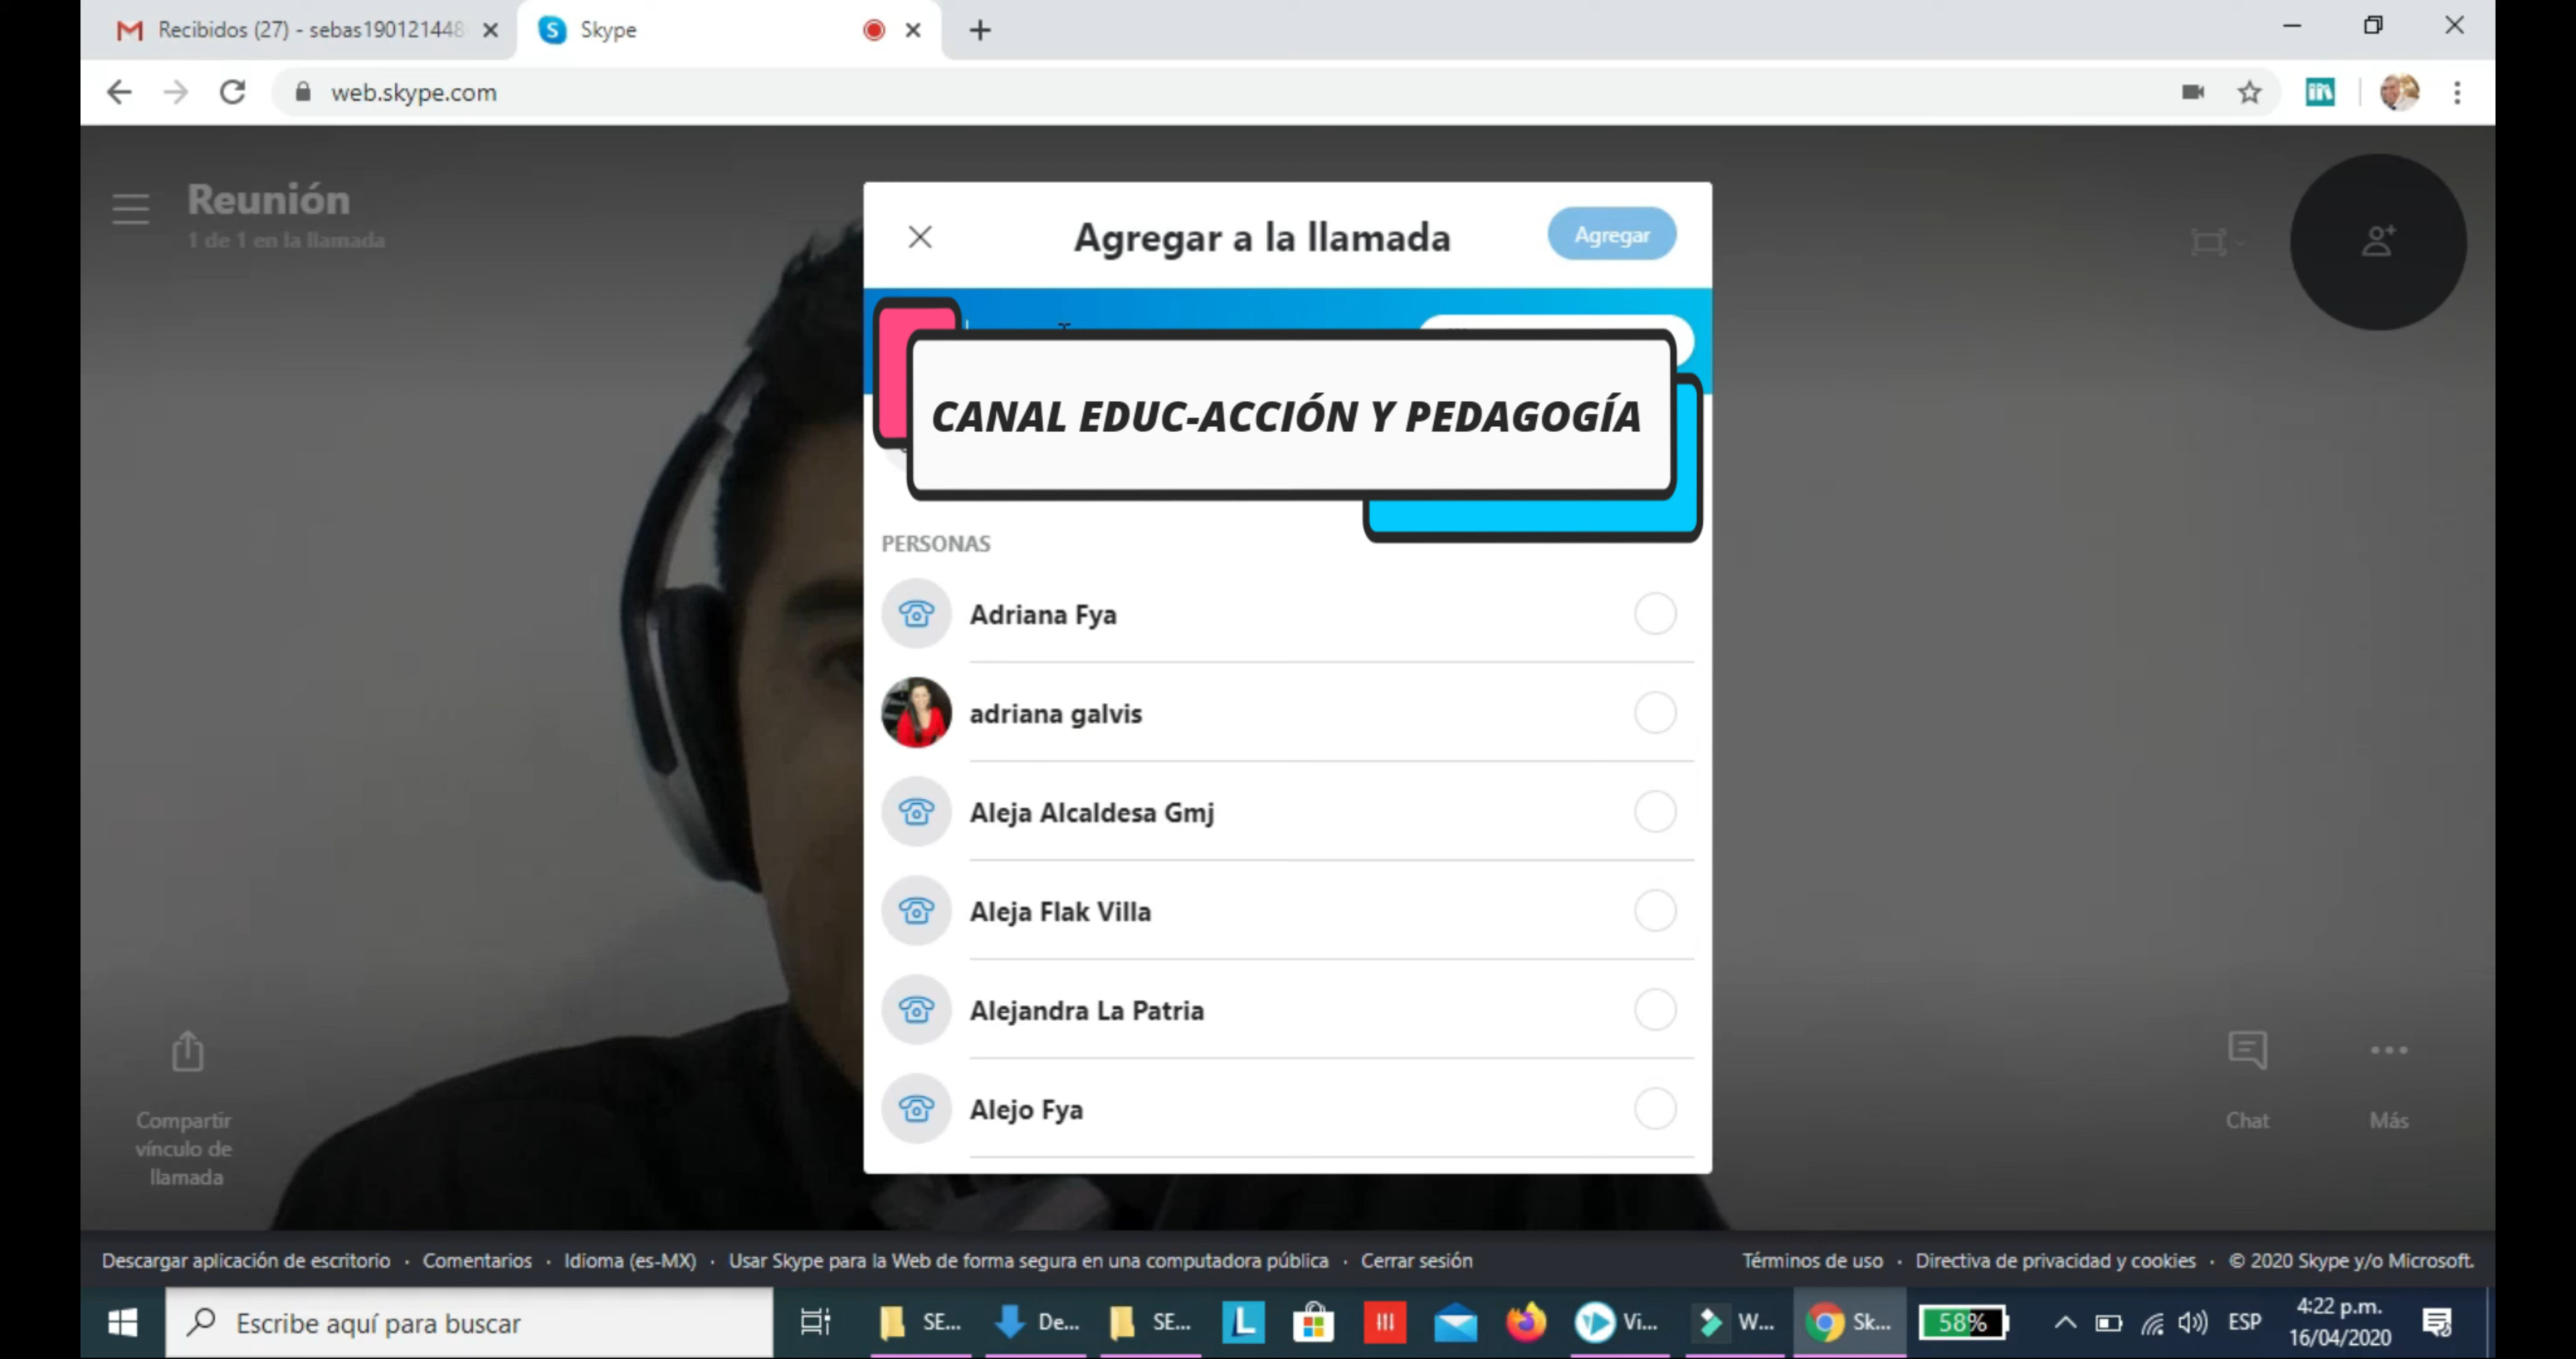 Recibidos (27) - sebas190121448
Skype
web.skype.com
Reunión
1 de 1 en la llamada
Agregar a la llamada
Agregar
CANAL EDUC-ACCIÓN Y PEDAGOGÍA
PERSONAS
Adriana Fya
adriana galvis
Aleja Alcaldesa Gmj
Aleja Flak Villa
Alejandra La Patria
Alejo Fya
Compartir
vínculo de
llamada
Chat
Más
Descargar aplicación de escritorio · Comentarios · Idioma (es-MX) · Usar Skype para la Web de forma segura en una computadora pública · Cerrar sesión
Términos de uso · Directiva de privacidad y cookies · © 2020 Skype y/o Microsoft.
Escribe aquí para buscar
SE...
De...
SE...
Vi...
W...
Sk...
58%
ESP
4:22 p.m.
16/04/2020